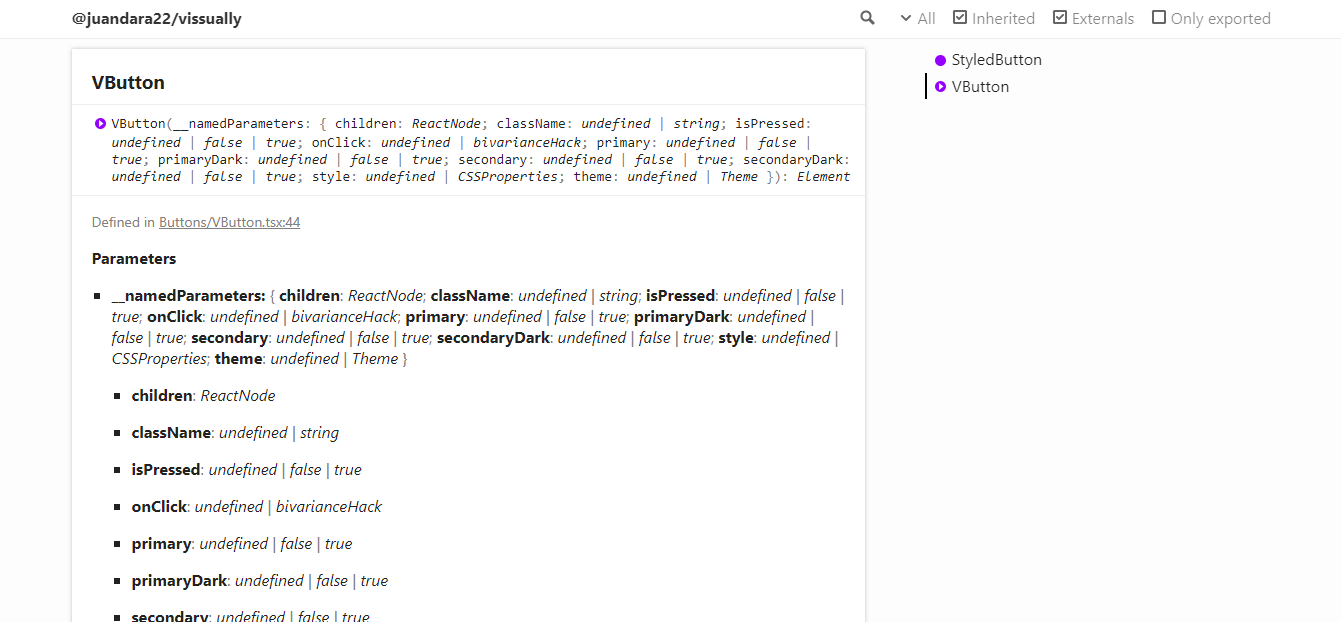 @juandara22/vissually
All Inherited Externals Only exported
VButton
VButton(__namedParameters: { children: ReactNode; className: undefined | string; isPressed:
undefined | false | true; onClick: undefined | bivarianceHack; primary: undefined | false |
true; primaryDark: undefined | false | true; secondary: undefined | false | true; secondaryDark:
undefined | false | true; style: undefined | CSSProperties; theme: undefined | Theme }): Element
Defined in Buttons/VButton.tsx:44
Parameters
__namedParameters: { children: ReactNode; className: undefined | string; isPressed: undefined | false |
true; onClick: undefined | bivarianceHack; primary: undefined | false | true; primaryDark: undefined |
false | true; secondary: undefined | false | true; secondaryDark: undefined | false | true; style: undefined |
CSSProperties; theme: undefined | Theme }
children: ReactNode
className: undefined | string
isPressed: undefined | false | true
onClick: undefined | bivarianceHack
primary: undefined | false | true
primaryDark: undefined | false | true
secondary: undefined | false | true
StyledButton
VButton